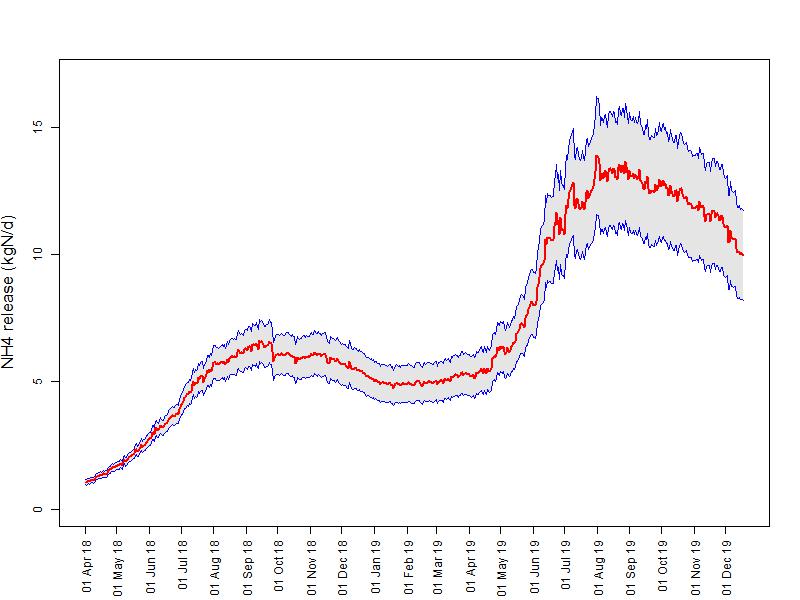 NH4 release (kgN/d)
15
10
5
0
01 Apr 18
01 May 18
01 Jun 18
01 Jul 18
01 Aug 18
01 Sep 18
01 Oct 18
01 Nov 18
01 Dec 18
01 Jan 19
01 Feb 19
01 Mar 19
01 Apr 19
01 May 19
01 Jun 19
01 Jul 19
01 Aug 19
01 Sep 19
01 Oct 19
01 Nov 19
01 Dec 19